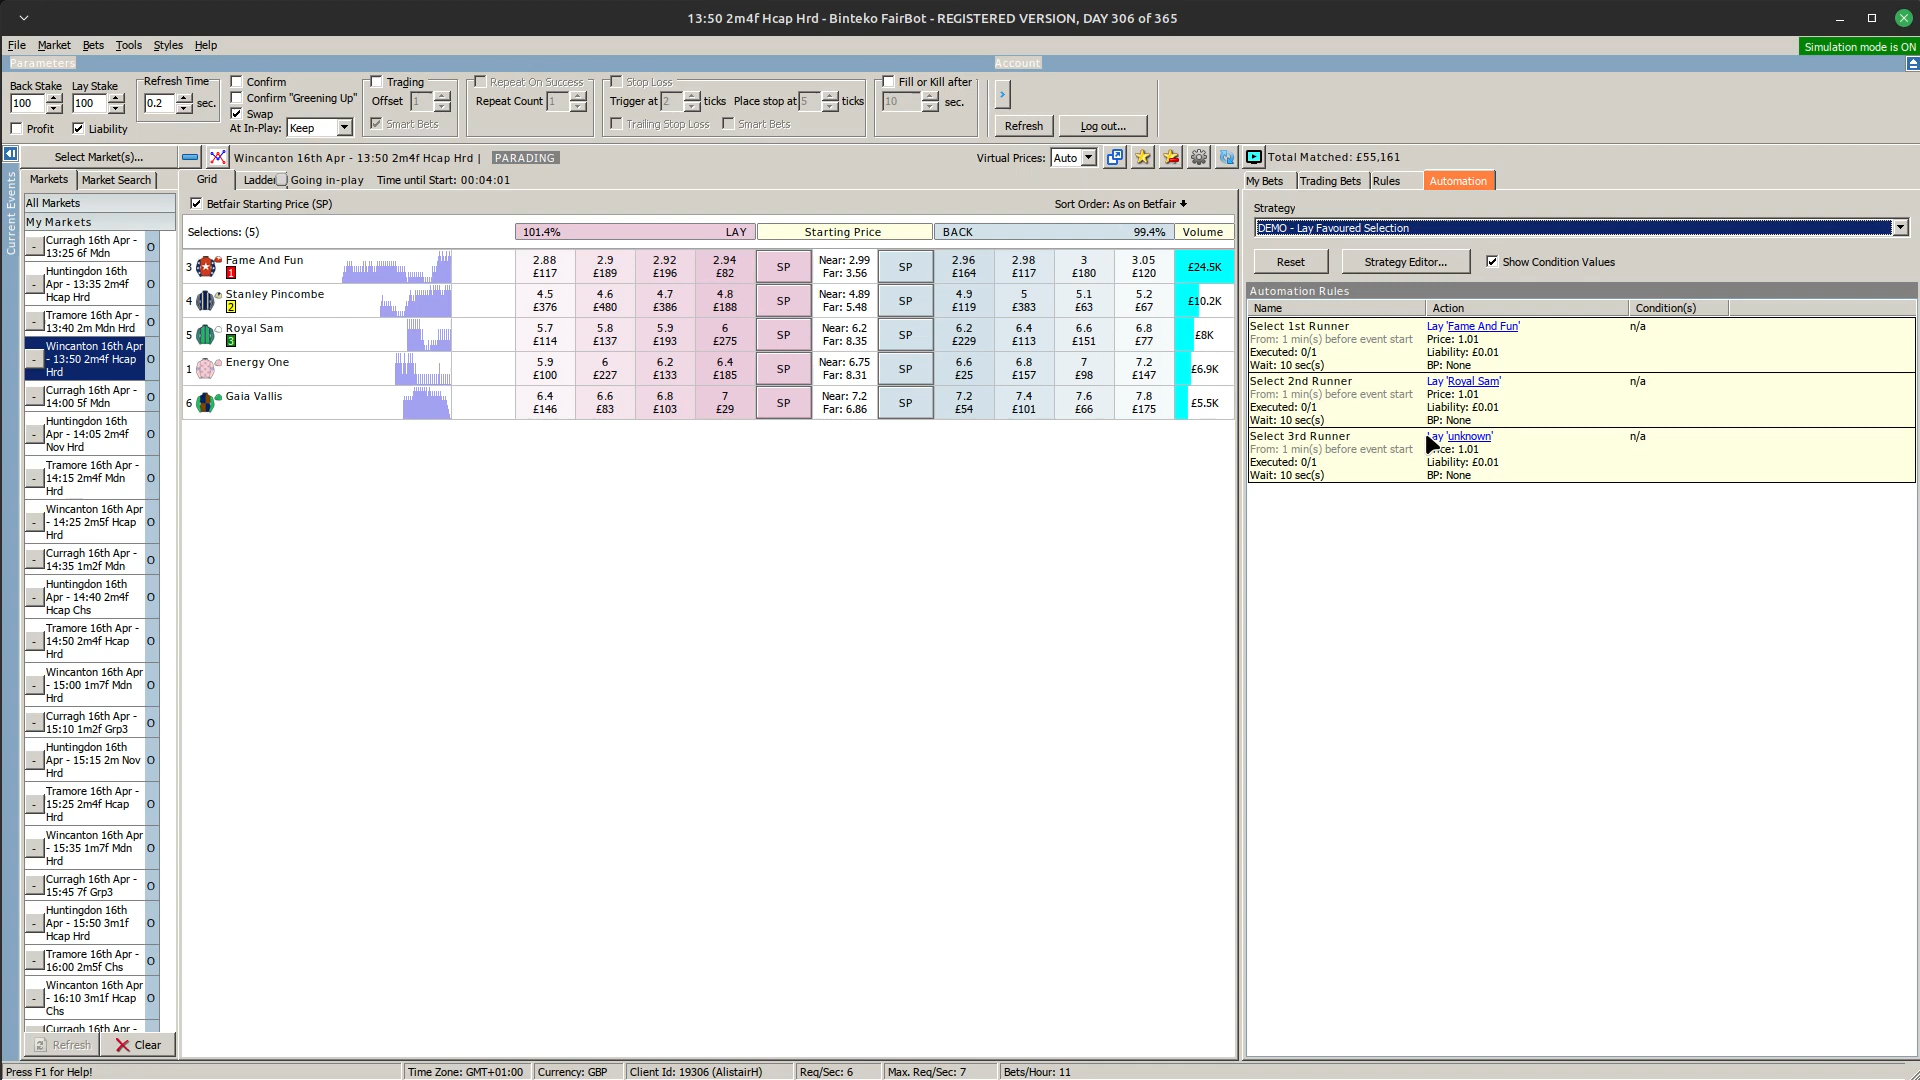 13:50 2m4f Hcap Hrd - Binteko FairBot - REGISTERED VERSION, DAY 306 of 365
File Market Bets Tools Styles Help
Simulation mode is ON
Parameters Account
Back Stake Lay Stake Refresh Time Confirm Trading Repeat On Success Stop Loss Fill or Kill after
100 100 0.2 sec. Confirm "Greening Up" Offset 1 Repeat Count 1 Trigger at 2 ticks Place stop at 5 ticks 10 sec.
Swap
Profit Liability At In-Play: Keep Smart Bets Trailing Stop Loss Smart Bets Refresh Log out...
Select Market(s)... Wincanton 16th Apr - 13:50 2m4f Hcap Hrd | PARADING Virtual Prices: Auto Total Matched: £55,161
Markets Market Search Grid Ladder Going in-play Time until Start: 00:04:01 My Bets Trading Bets Rules Automation
Current Events
All Markets
My Markets
- Curragh 16th Apr - 13:25 6f Mdn O
- Huntingdon 16th Apr - 13:35 2m4f Hcap Hrd O
- Tramore 16th Apr - 13:40 2m Mdn Hrd O
- Wincanton 16th Apr - 13:50 2m4f Hcap Hrd O
- Curragh 16th Apr - 14:00 5f Mdn O
- Huntingdon 16th Apr - 14:05 2m4f Nov Hrd O
- Tramore 16th Apr - 14:15 2m4f Mdn Hrd O
- Wincanton 16th Apr - 14:25 2m5f Hcap Hrd O
- Curragh 16th Apr - 14:35 1m2f Mdn O
- Huntingdon 16th Apr - 14:40 2m4f Hcap Chs O
- Tramore 16th Apr - 14:50 2m4f Hcap Hrd O
- Wincanton 16th Apr - 15:00 1m7f Mdn Hrd O
- Curragh 16th Apr - 15:10 1m2f Grp3 O
- Huntingdon 16th Apr - 15:15 2m Nov Hrd O
- Tramore 16th Apr - 15:25 2m4f Hcap Hrd O
- Wincanton 16th Apr - 15:35 1m7f Mdn Hrd O
- Curragh 16th Apr - 15:45 7f Grp3 O
- Huntingdon 16th Apr - 15:50 3m1f Hcap Hrd O
- Tramore 16th Apr - 16:00 2m5f Chs O
- Wincanton 16th Apr - 16:10 3m1f Hcap Chs O
Curragh 16th Apr -
Refresh Clear
Betfair Starting Price (SP) Sort Order: As on Betfair
Selections: (5) 101.4% LAY Starting Price BACK 99.4% Volume
3 Fame And Fun 2.88 2.9 2.92 2.94 SP Near: 2.99 SP 2.96 2.98 3 3.05 £24.5K
1 £117 £189 £196 £82 Far: 3.56 £164 £117 £180 £120
4 Stanley Pincombe 4.5 4.6 4.7 4.8 SP Near: 4.89 SP 4.9 5 5.1 5.2 £10.2K
2 £376 £480 £386 £188 Far: 5.48 £119 £383 £63 £67
5 Royal Sam 5.7 5.8 5.9 6 SP Near: 6.2 SP 6.2 6.4 6.6 6.8 £8K
3 £114 £137 £193 £275 Far: 8.35 £229 £113 £151 £77
1 Energy One 5.9 6 6.2 6.4 SP Near: 6.75 SP 6.6 6.8 7 7.2 £6.9K
£100 £227 £133 £185 Far: 8.31 £25 £157 £98 £147
6 Gaia Vallis 6.4 6.6 6.8 7 SP Near: 7.2 SP 7.2 7.4 7.6 7.8 £5.5K
£146 £83 £103 £29 Far: 6.86 £54 £101 £66 £175
Strategy
DEMO - Lay Favoured Selection
Reset Strategy Editor... Show Condition Values
Automation Rules
Name Action Condition(s)
Select 1st Runner Lay 'Fame And Fun' n/a
From: 1 min(s) before event start Price: 1.01
Executed: 0/1 Liability: £0.01
Wait: 10 sec(s) BP: None
Select 2nd Runner Lay 'Royal Sam' n/a
From: 1 min(s) before event start Price: 1.01
Executed: 0/1 Liability: £0.01
Wait: 10 sec(s) BP: None
Select 3rd Runner 'unknown' n/a
From: 1 min(s) before event start 1.01
Executed: 0/1 Liability: £0.01
Wait: 10 sec(s) BP: None
Press F1 for Help! Time Zone: GMT+01:00 Currency: GBP Client Id: 19306 (AlistairH) Req/Sec: 6 Max. Req/Sec: 7 Bets/Hour: 11